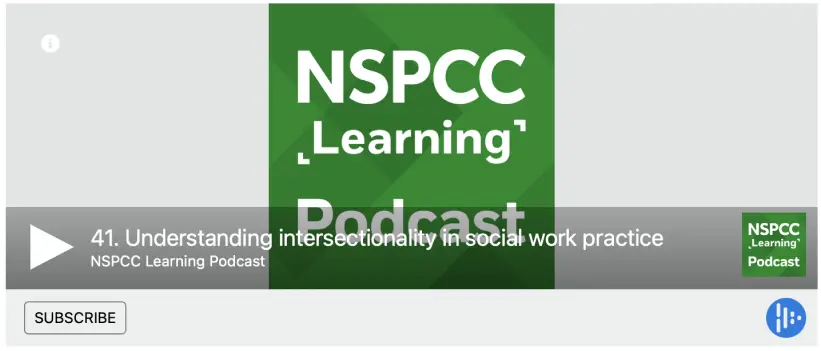 NSPCC
Learning
Podcast
41. Understanding intersectionality in social work practice
NSPCC Learning Podcast
NSPCC
Learning
Podcast
SUBSCRIBE